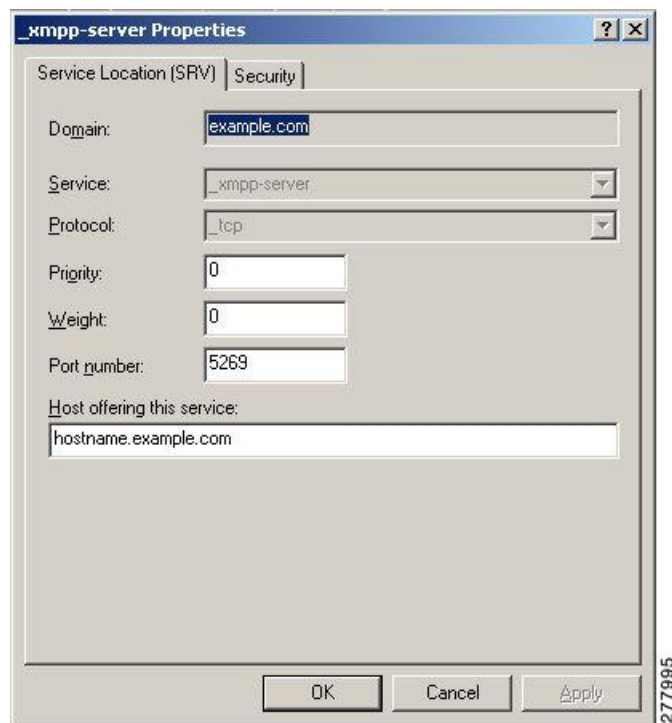 _xmpp-server Properties
Service Location (SRV) Security
Domain: example.com
Service: _xmpp-server
Protocol: _tcp
Priority: 0
Weight: 0
Port number: 5269
Host offering this service:
hostname.example.com
OK Cancel Apply
277995